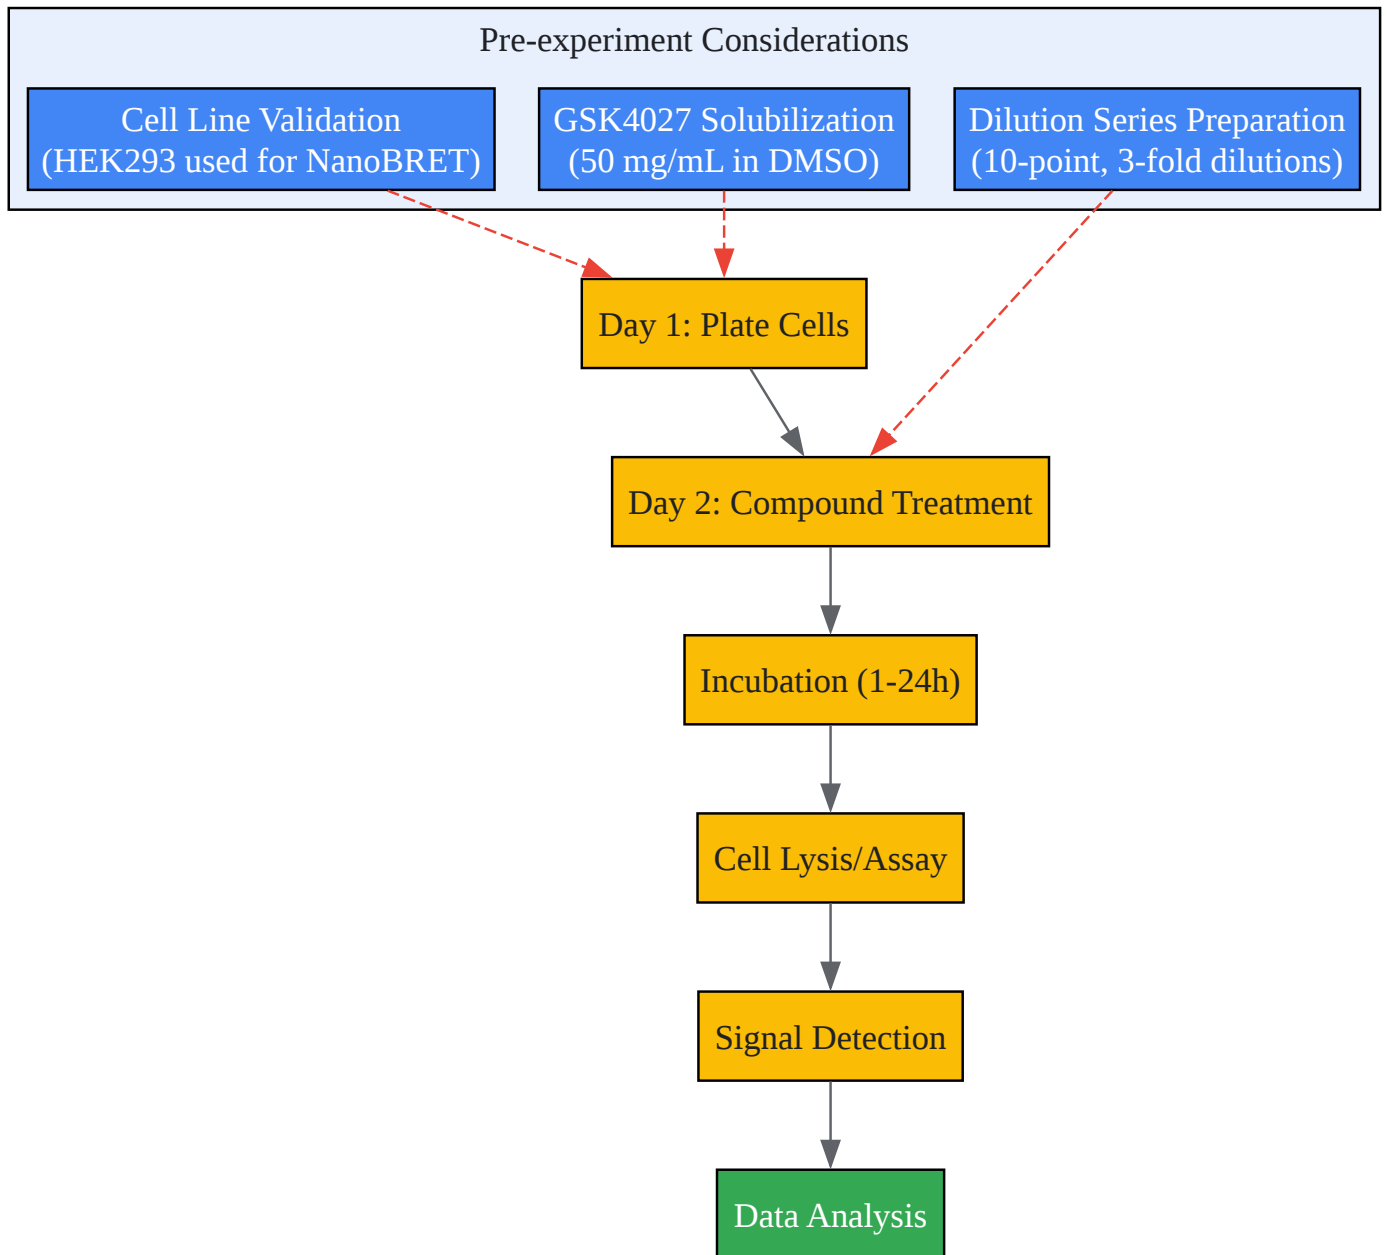 Pre-experiment Considerations
Cell Line Validation
(HEK293 used for NanoBRET)
GSK4027 Solubilization
(50 mg/mL in DMSO)
Dilution Series Preparation
(10-point, 3-fold dilutions)
Day 1: Plate Cells
Day 2: Compound Treatment
Incubation (1-24h)
Cell Lysis/Assay
Signal Detection
Data Analysis